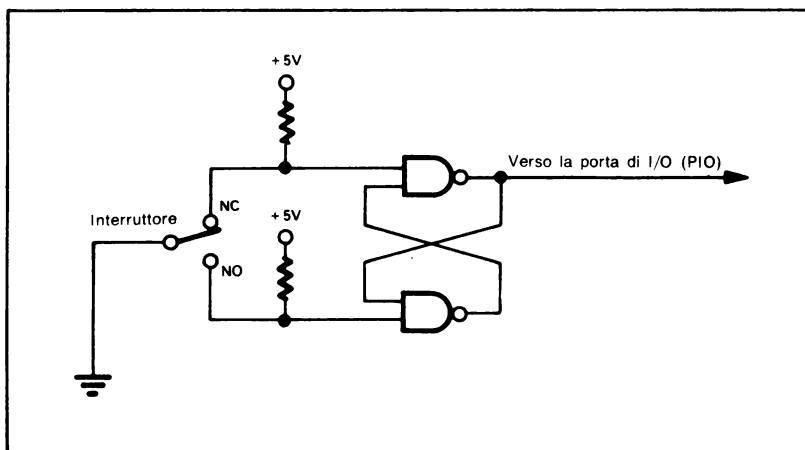 + 5V
Verso la porta di I/O (PIO)
Interruttore
NC
+ 5V
NO